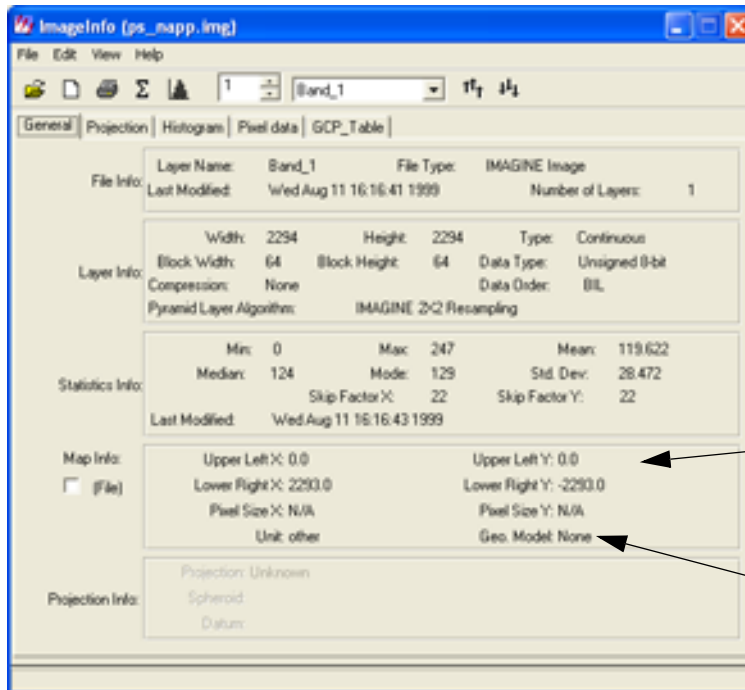 ImageInfo (ps_napp.img)
File Edit View Help
1 Band_1
General Projection Histogram Pixel data GCP_Table
File Info: Layer Name: Band_1 File Type: IMAGINE Image
Last Modified: Wed Aug 11 16:16:41 1999 Number of Layers: 1
Layer Info: Width: 2294 Height: 2294 Type: Continuous
Block Width: 64 Block Height: 64 Data Type: Unsigned 8-bit
Compression: None Data Order: BIL
Pyramid Layer Algorithm: IMAGINE 2X2 Resampling
Statistics Info: Min: 0 Max: 247 Mean: 119.622
Median: 124 Mode: 129 Std. Dev: 28.472
Skip Factor X: 22 Skip Factor Y: 22
Last Modified: Wed Aug 11 16:16:43 1999
Map Info: Upper Left X: 0.0 Upper Left Y: 0.0
(File) Lower Right X: 2293.0 Lower Right Y: -2293.0
Pixel Size X: N/A Pixel Size Y: N/A
Unit: other Geo. Model: None
Projection Info: Projection: Unknown
Spheroid:
Datum: